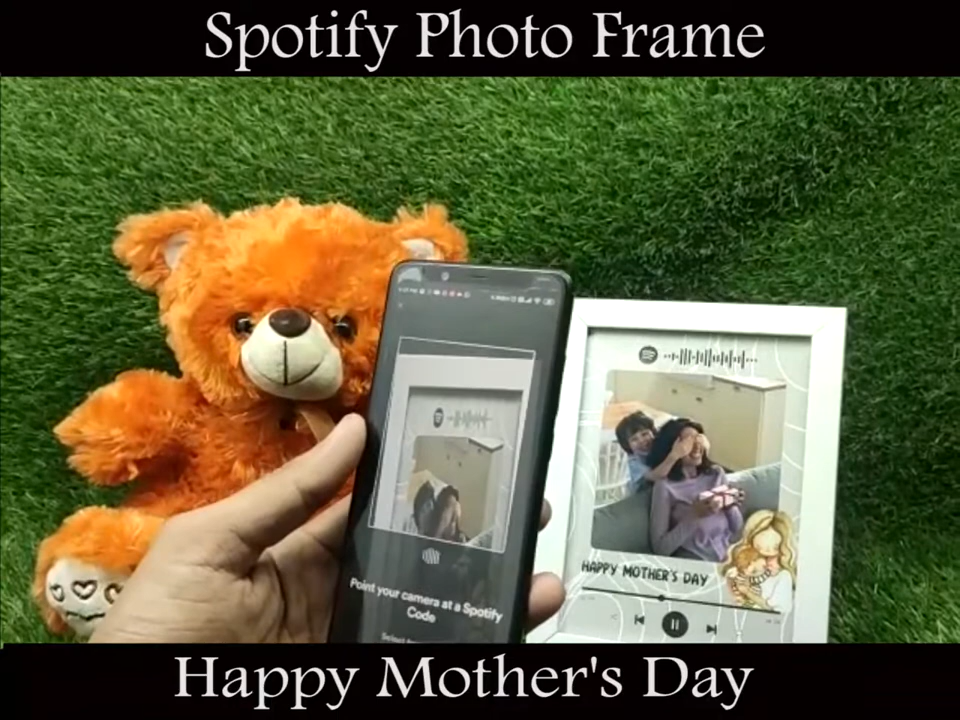 Spotify Photo Frame
HAPPY MOTHER'S DAY
Point your camera at a Spotify
Code
Happy Mother's Day